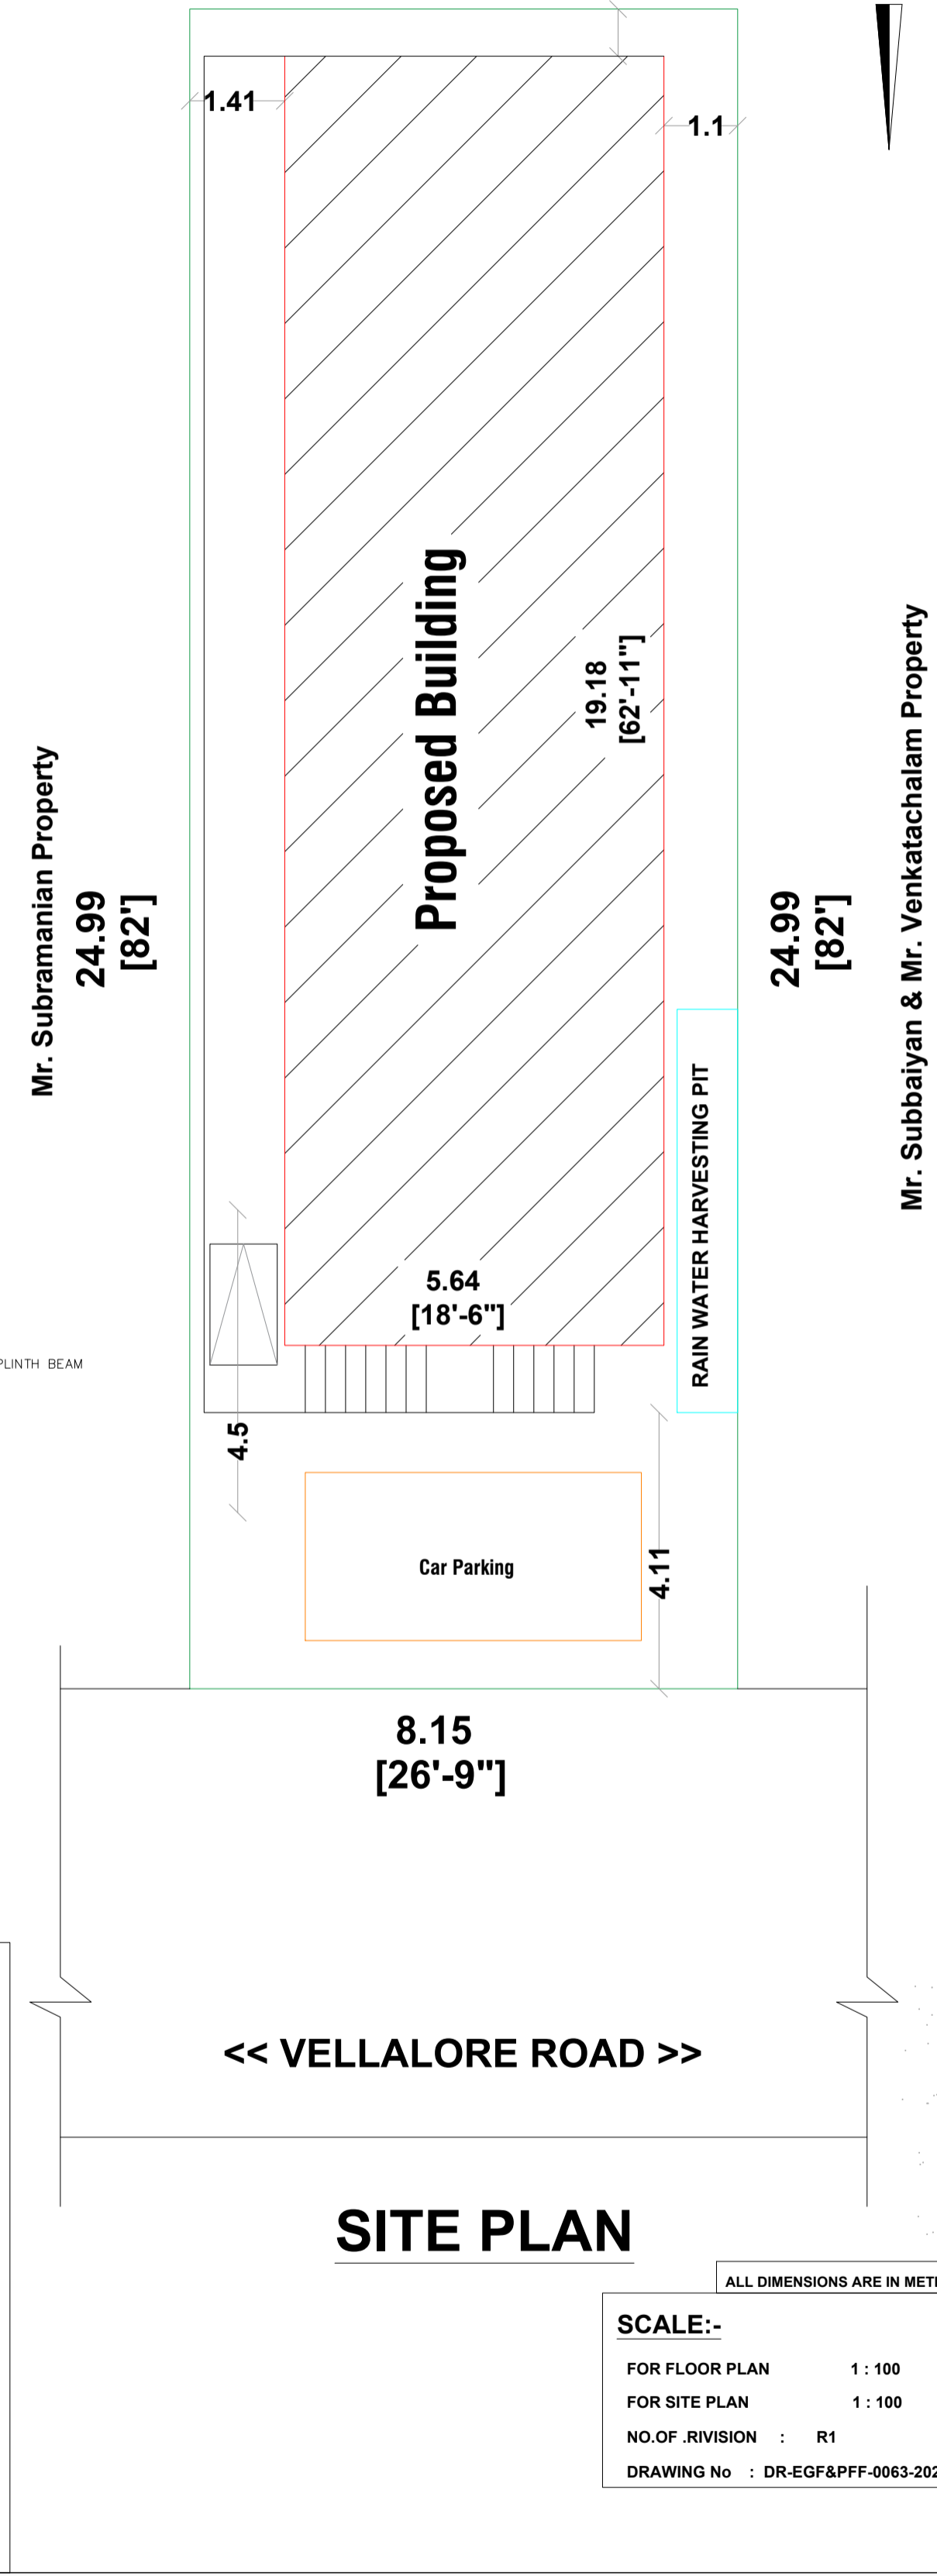 1.41
1.1
Proposed Building
19.18
[62'-11"]
Mr. Subramanian Property
24.99
[82']
24.99
[82']
Mr. Subbaiyan & Mr. Venkatachalam Property
RAIN WATER HARVESTING PIT
5.64
[18'-6"]
PLINTH BEAM
4.5
Car Parking
4.11
8.15
[26'-9"]
<< VELLALORE ROAD >>
SITE PLAN
ALL DIMENSIONS ARE IN
SCALE:-
FOR FLOOR PLAN 1 : 100
FOR SITE PLAN 1 : 100
NO.OF .RIVISION : R1
DRAWING No : DR-EGF&PFF-0063-202